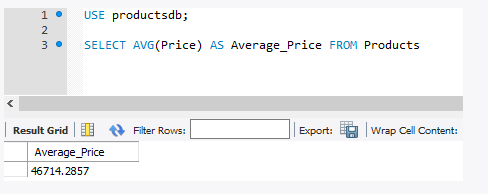 1 USE productsdb;
2
3 SELECT AVG(Price) AS Average_Price FROM Products
Result Grid Filter Rows: Export: Wrap Cell Content:
Average_Price
46714.2857